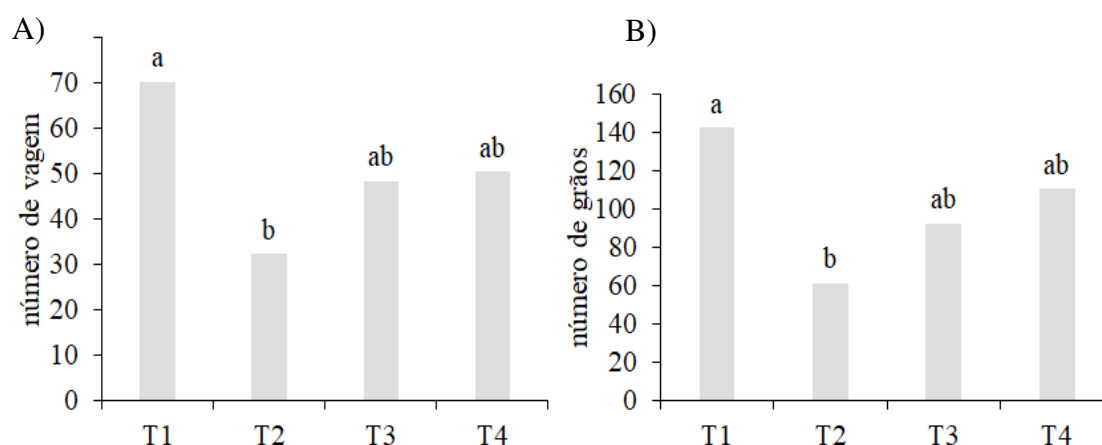 A)
número de vagem
70
60
50
40
30
20
10
0
a
b
ab
ab
T1 T2 T3 T4
B)
número de grãos
160
140
120
100
80
60
40
20
0
a
b
ab
ab
T1 T2 T3 T4